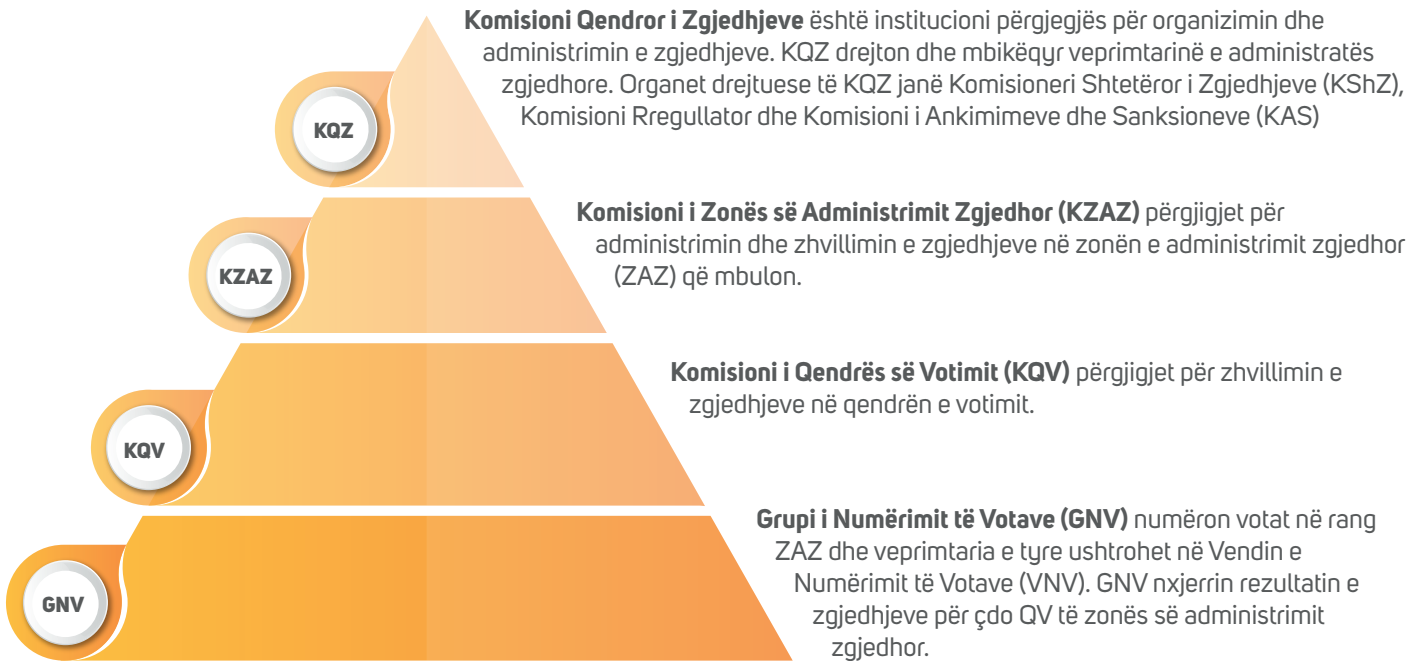 Komisioni Qendror i Zgjedhjeve është institucioni përgjegjës për organizimin dhe
administrimin e zgjedhjeve. KQZ drejton dhe mbikëqyr veprimtarinë e administratës
zgjedhore. Organet drejtuese të KQZ janë Komisioneri Shtetëror i Zgjedhjeve (KShZ),
Komisioni Rregullator dhe Komisioni i Ankimimeve dhe Sanksioneve (KAS)
KQZ
Komisioni i Zonës së Administrimit Zgjedhor (KZAZ) përgjigjet për
administrimin dhe zhvillimin e zgjedhjeve në zonën e administrimit zgjedhor
(ZAZ) që mbulon.
KZAZ
Komisioni i Qendrës së Votimit (KQV) përgjigjet për zhvillimin e
zgjedhjeve në qendrën e votimit.
KQV
Grupi i Numërimit të Votave (GNV) numëron votat në rang
ZAZ dhe veprimtaria e tyre ushtrohet në Vendin e
Numërimit të Votave (VNV). GNV nxjerrin rezultatin e
zgjedhjeve për çdo QV të zonës së administrimit
zgjedhor.
GNV